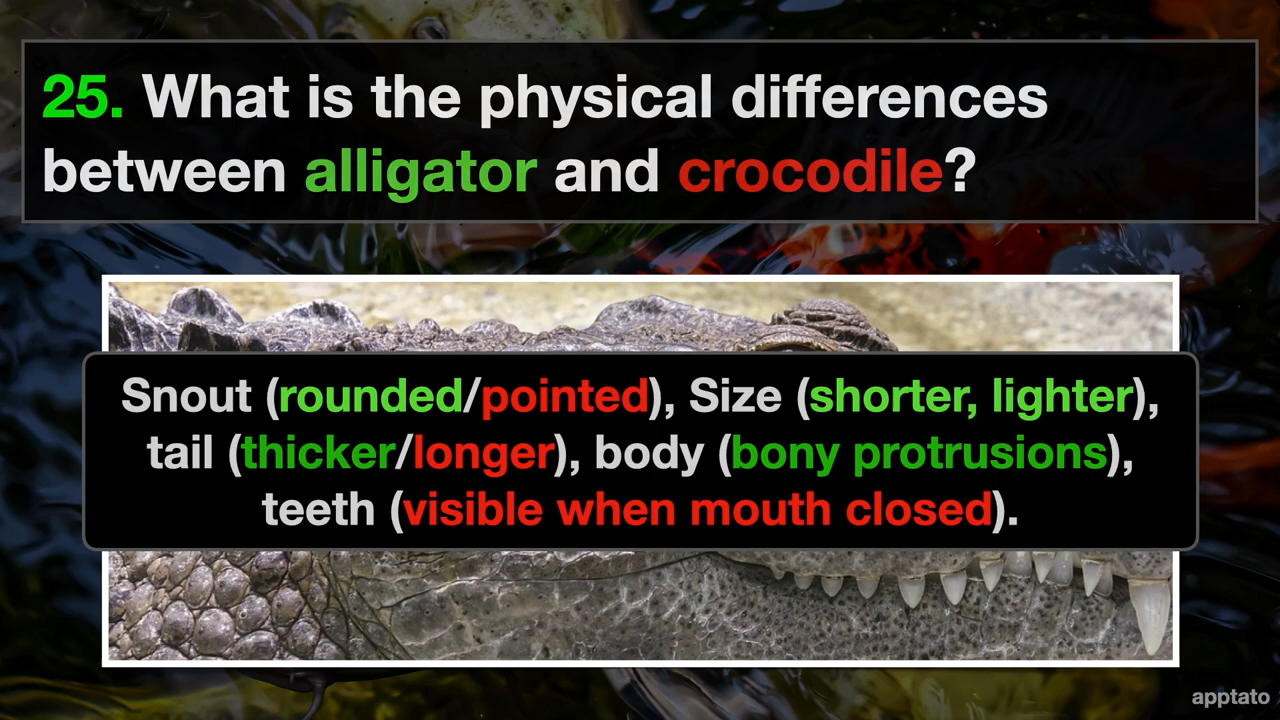 25. What is the physical differences
between alligator and crocodile?
Snout (rounded/pointed), Size (shorter, lighter),
tail (thicker/longer), body (bony protrusions),
teeth (visible when mouth closed).
apptato